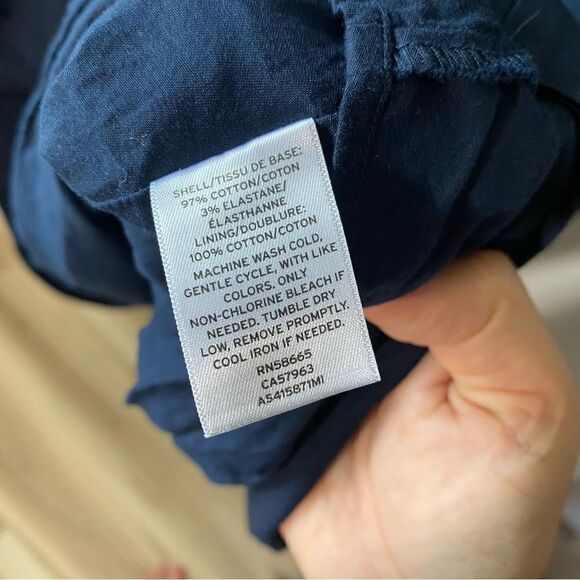 SHELL/TISSU DE BASE:
97% COTTON/COTON
3% ELASTANE/
ÉLASTHANNE
LINING/DOUBLURE:
100% COTTON/COTON
MACHINE WASH COLD,
GENTLE CYCLE, WITH LIKE
COLORS. ONLY
NON-CHLORINE BLEACH IF
NEEDED. TUMBLE DRY
LOW, REMOVE PROMPTLY.
COOL IRON IF NEEDED.
RN58665
CA57963
AS415871MI